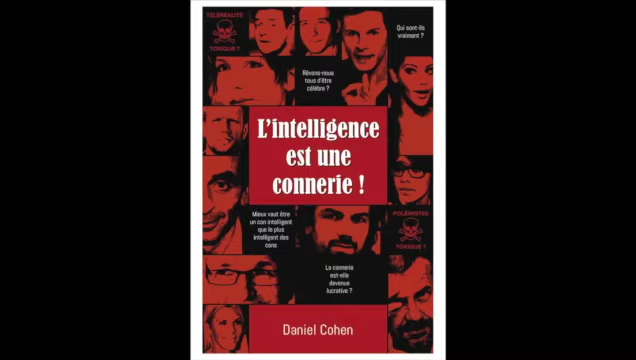 TÉLÉRÉALITÉ
TOXIQUE ?
Qui sont-ils
vraiment ?
Rêvons-nous
tous d'être
célèbre ?
L'intelligence
est une
connerie !
Mieux vaut être
un con intelligent
que le plus
intelligent des
cons
POLÉMISTES
TOXIQUE ?
La connerie
est-elle
devenue
lucrative ?
Daniel Cohen